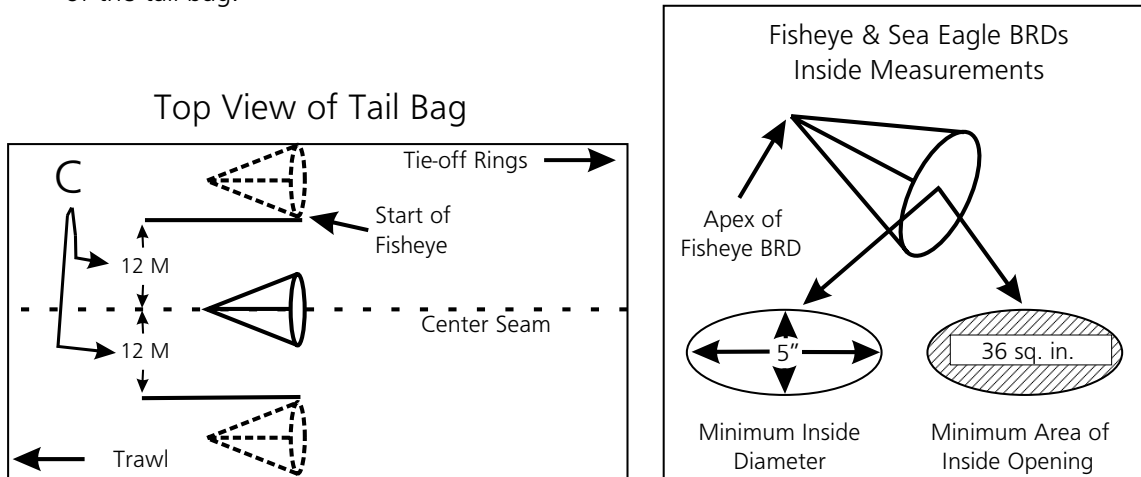 of the tail bag.
Top View of Tail Bag
Tie-off Rings
C
Start of
Fisheye
12 M
Center Seam
12 M
Trawl
Fisheye & Sea Eagle BRDs
Inside Measurements
Apex of
Fisheye BRD
5”
36 sq. in.
Minimum Inside
Diameter
Minimum Area of
Inside Opening